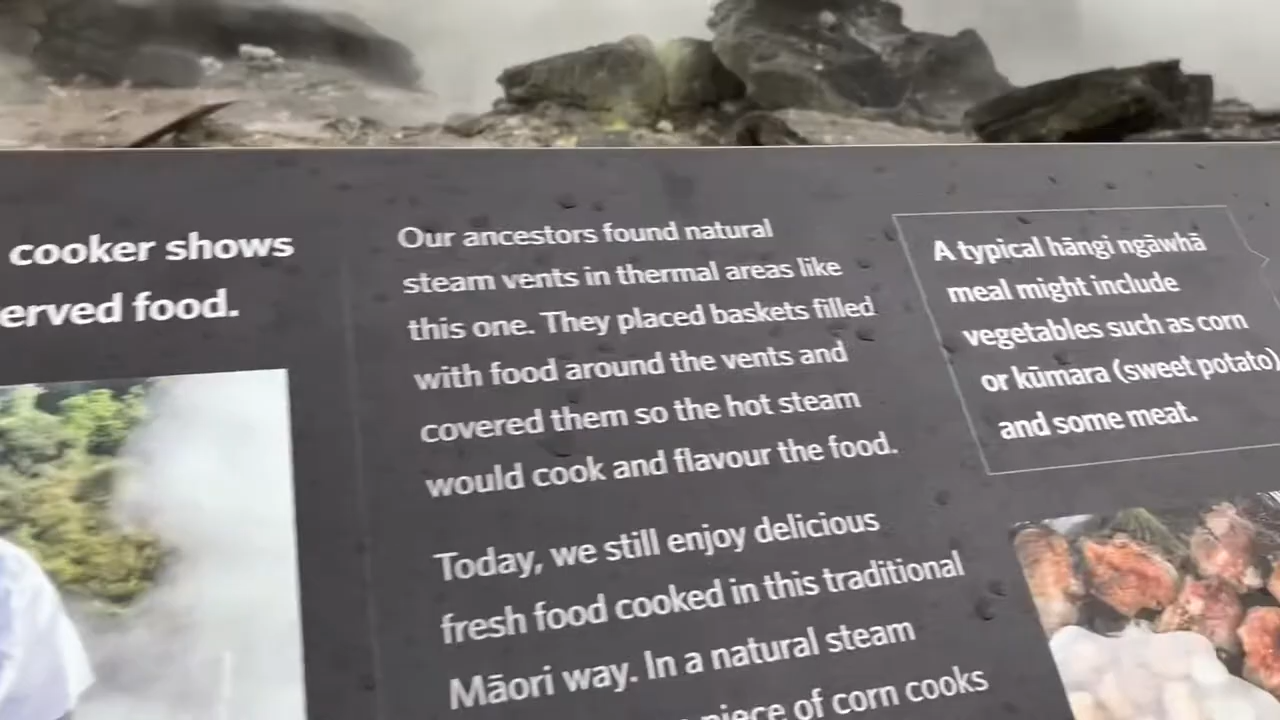 cooker shows
erved food.
Our ancestors found natural
steam vents in thermal areas like
this one. They placed baskets filled
with food around the vents and
covered them so the hot steam
would cook and flavour the food.
Today, we still enjoy delicious
fresh food cooked in this traditional
Māori way. In a natural steam
piece of corn cooks
A typical hāngi ngāwhā
meal might include
vegetables such as corn
or kūmara (sweet potato)
and some meat.